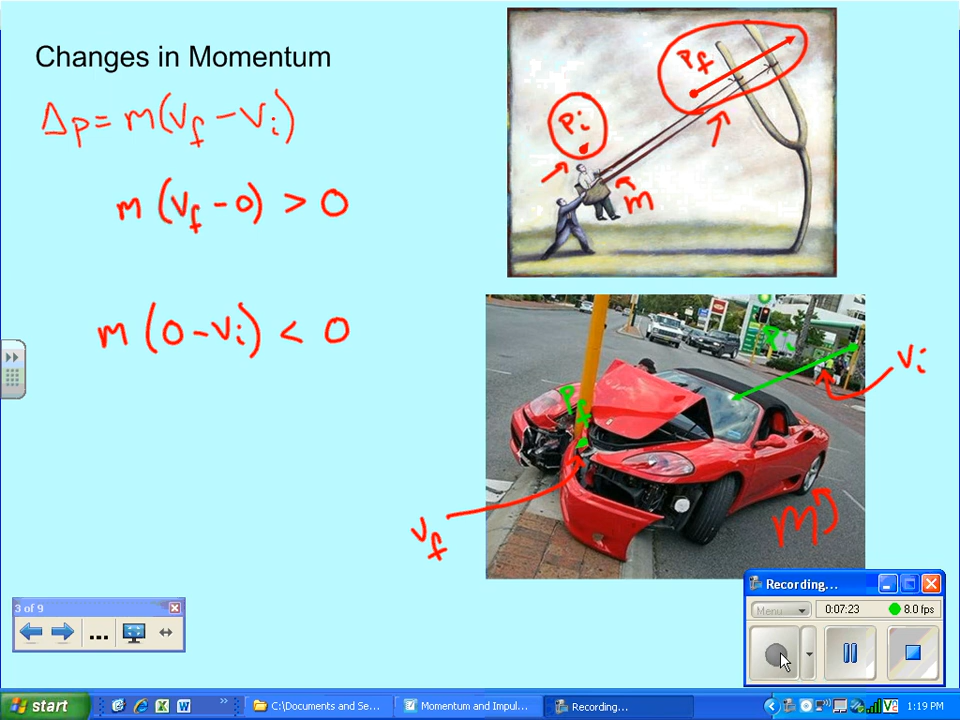 Changes in Momentum
Δp = m(vf − vi)
m (vf − 0) > 0
m (0 − vi) < 0
Pf
Pi
m
Pi
vi
Pf
vf
m
3 of 9
...
Recording...
Menu
0:07:23
8.0 fps
start
C:\Documents and Se...
Momentum and Impul...
Recording...
1:19 PM